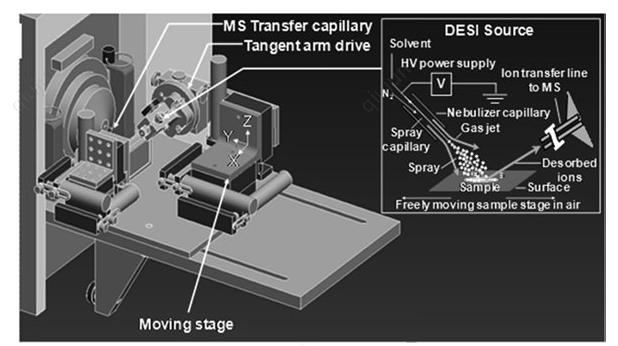 MS Transfer capillary
Tangent arm drive
Z
Y
X
Moving stage
DESI Source
Solvent
HV power supply
V
N2
Ion transfer line
to MS
Nebulizer capillary
Gas jet
Spray
capillary
Spray
Desorbed
ions
Sample
Surface
Freely moving sample stage in air